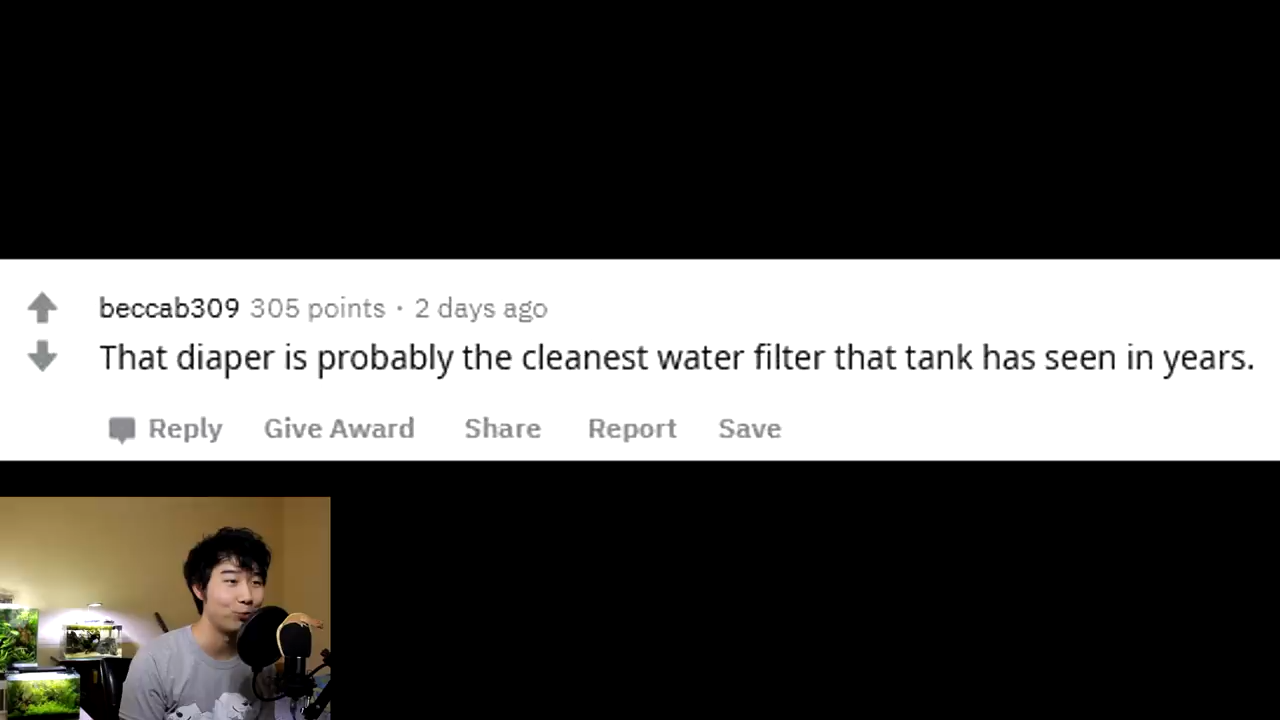 beccab309 305 points · 2 days ago
That diaper is probably the cleanest water filter that tank has seen in years.
Reply Give Award Share Report Save